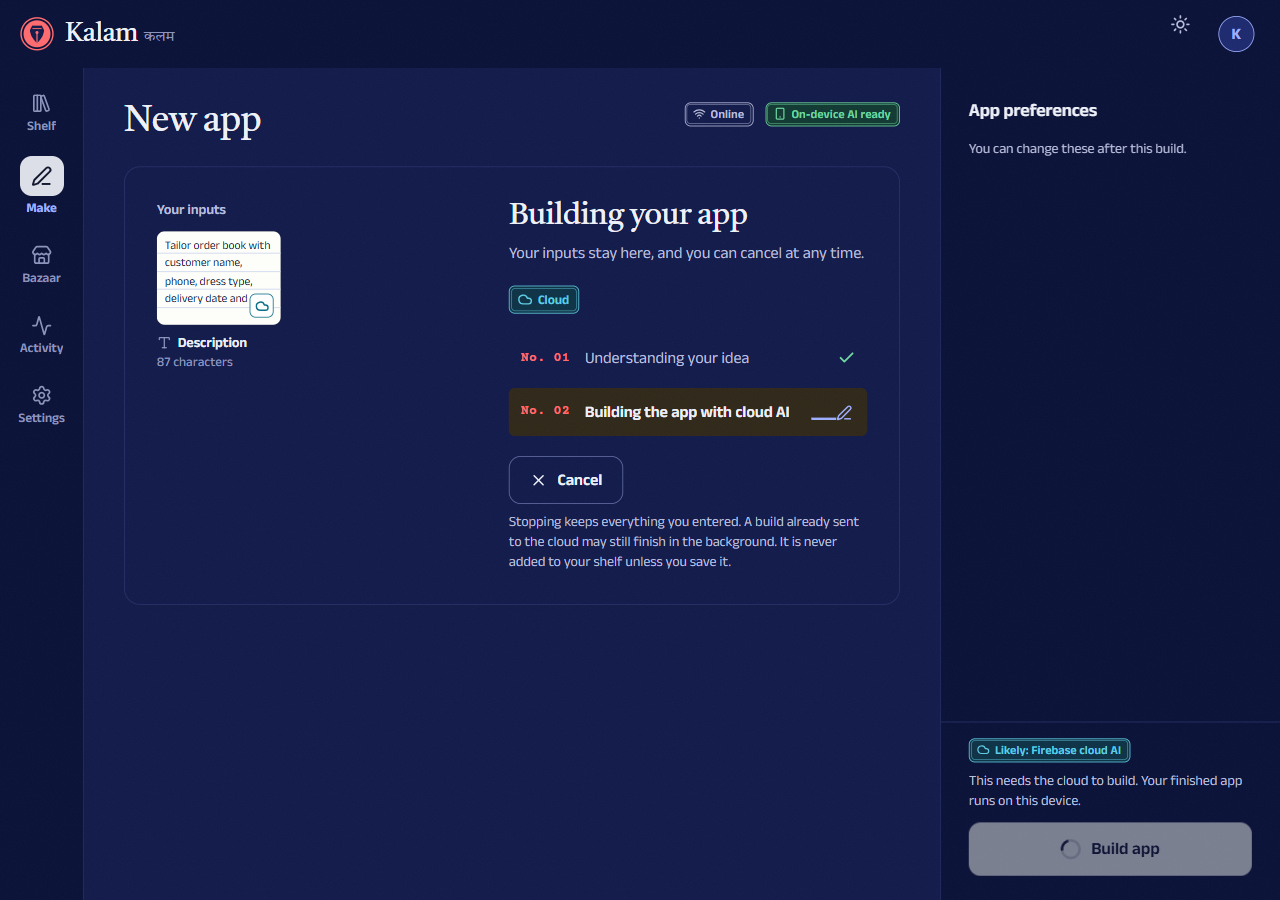 Kalam कलम
K
Shelf
Make
Bazaar
Activity
Settings
New app
Online
On-device AI ready
Your inputs
Tailor order book with
customer name,
phone, dress type,
delivery date and
Description
87 characters
Building your app
Your inputs stay here, and you can cancel at any time.
Cloud
No. 01 Understanding your idea
No. 02 Building the app with cloud AI
Cancel
Stopping keeps everything you entered. A build already sent
to the cloud may still finish in the background. It is never
added to your shelf unless you save it.
App preferences
You can change these after this build.
Likely: Firebase cloud AI
This needs the cloud to build. Your finished app
runs on this device.
Build app